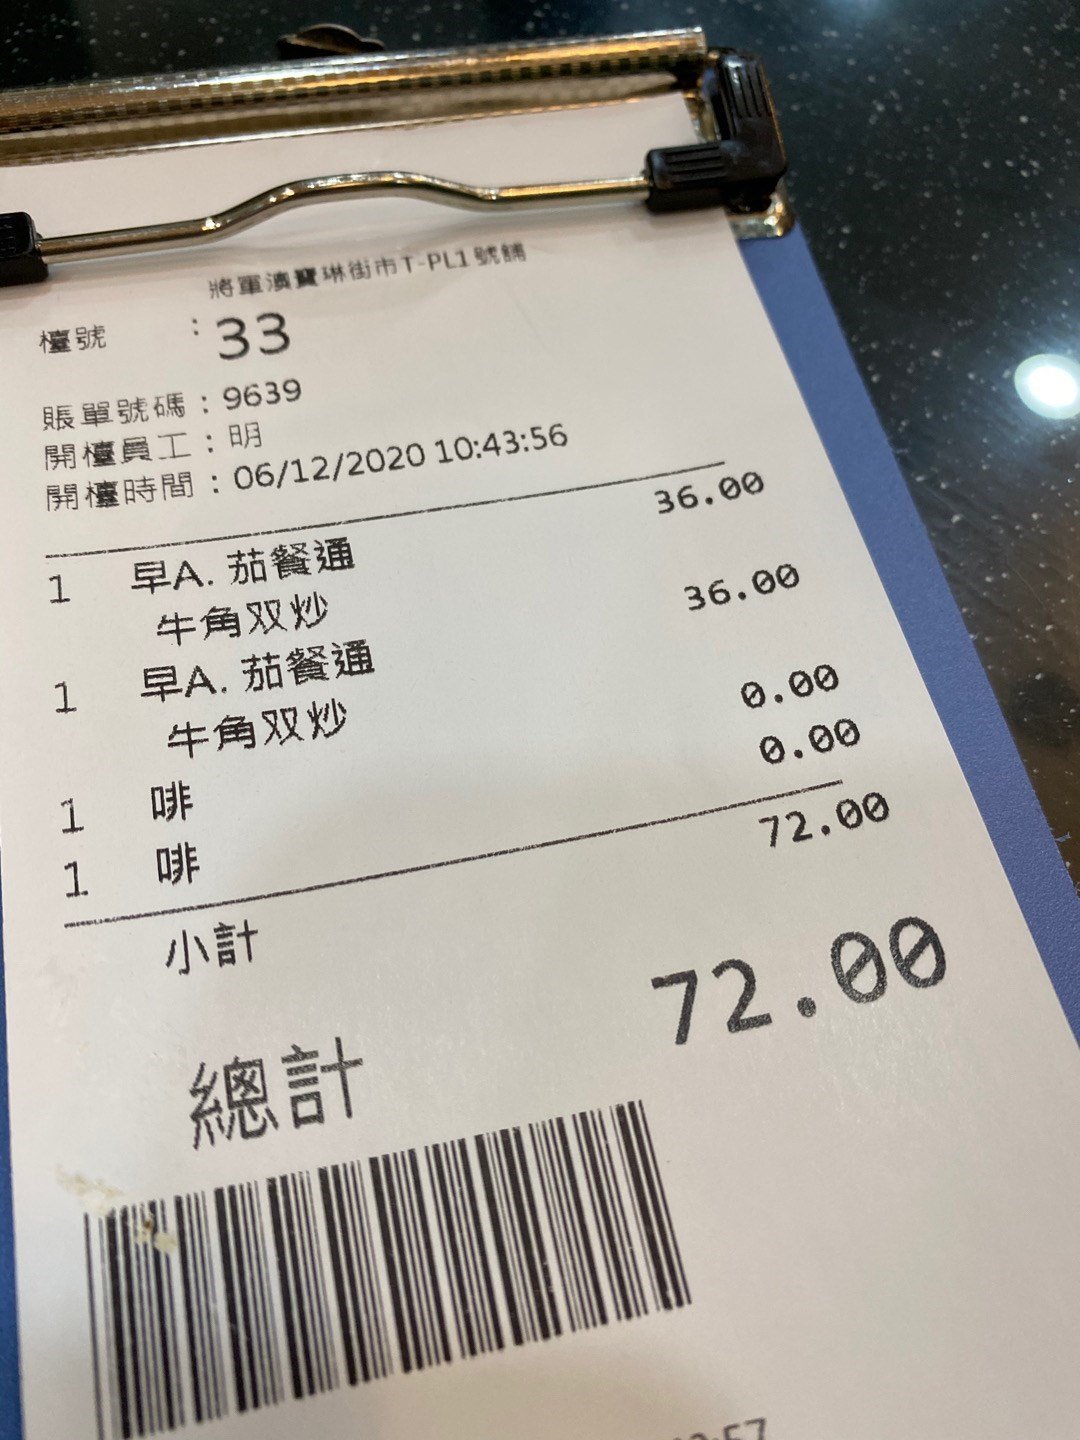 將軍澳寶琳街市T-PL1號舖
檯號 : 33
賬單號碼 : 9639
開檯員工 : 明
開檯時間 : 06/12/2020 10:43:56
1 早A. 茄餐通 36.00
牛角双炒
1 早A. 茄餐通 36.00
牛角双炒
1 啡 0.00
1 啡 0.00
小計 72.00
總計 72.00